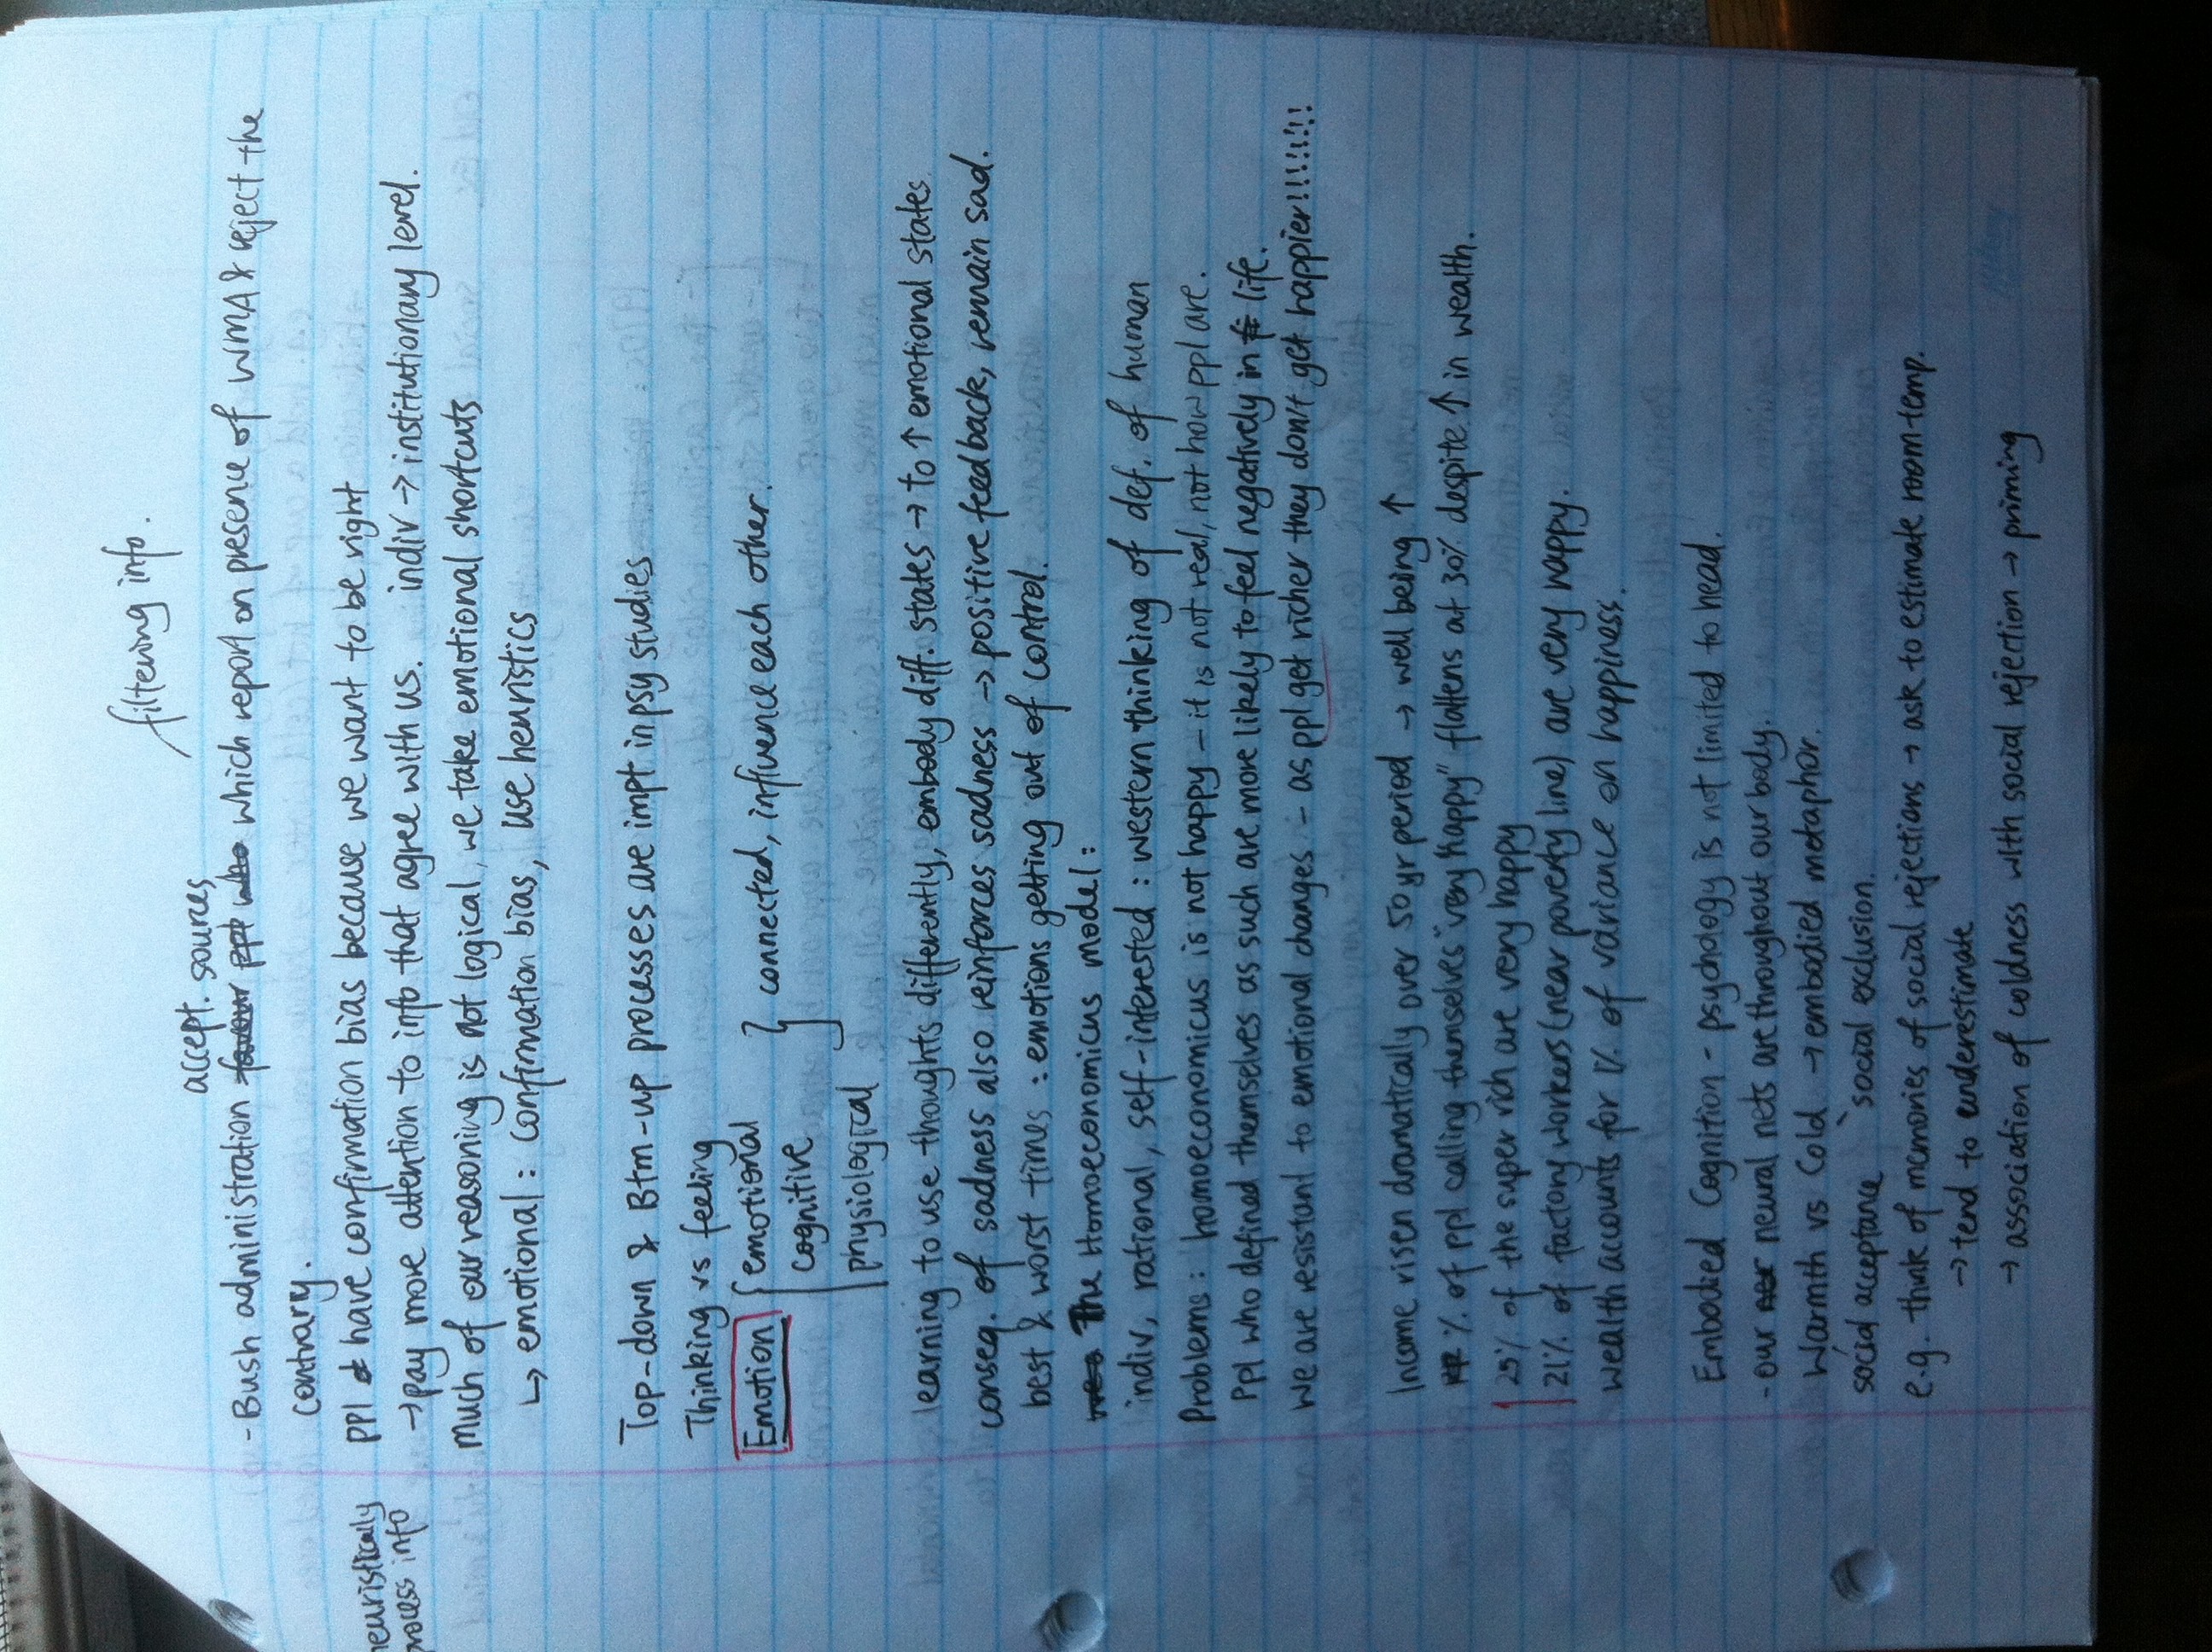 filtering info.
accept. sources
- Bush administration favour ppl who which report on presence of WMA & reject the
contrary.
ppl have confirmation bias because we want to be right
heuristically
process info
→ pay more attention to info that agree with us. indiv → institutionary level.
Much of our reasoning is not logical, we take emotional shortcuts
↳ emotional: confirmation bias, use heuristics
Top-down & Btm-up processes are impt in psy studies
Thinking vs feeling
Emotion { emotional
cognitive } connected, influence each other.
physiological
learning to use thoughts differently, embody diff. states → to ↑ emotional states
conseq. of sadness also reinforces sadness → positive feedback, remain sad.
best & worst times: emotions getting out of control.
The Homoeconomicus model:
indiv, rational, self-interested: western thinking of def. of human
Problems: homoeconomicus is not happy - it is not real, not how ppl are.
Ppl who defined themselves as such are more likely to feel negatively in life.
We are resistant to emotional changes - as ppl get richer they don't get happier!!!!!!
Income risen dramatically over 50 yr period → well being ↑
% of ppl calling themselves "very happy" flattens at 30% despite ↑ in wealth.
25% of the super rich are very happy
21% of factory workers (near poverty line) are very happy.
wealth accounts for 1% of variance on happiness.
Embodied Cognition - psychology is not limited to head.
- our neural nets are throughout our body.
Warmth vs Cold → embodied metaphor.
social acceptance social exclusion.
e.g. think of memories of social rejections → ask to estimate room temp.
→ tend to underestimate
→ association of coldness with social rejection → priming